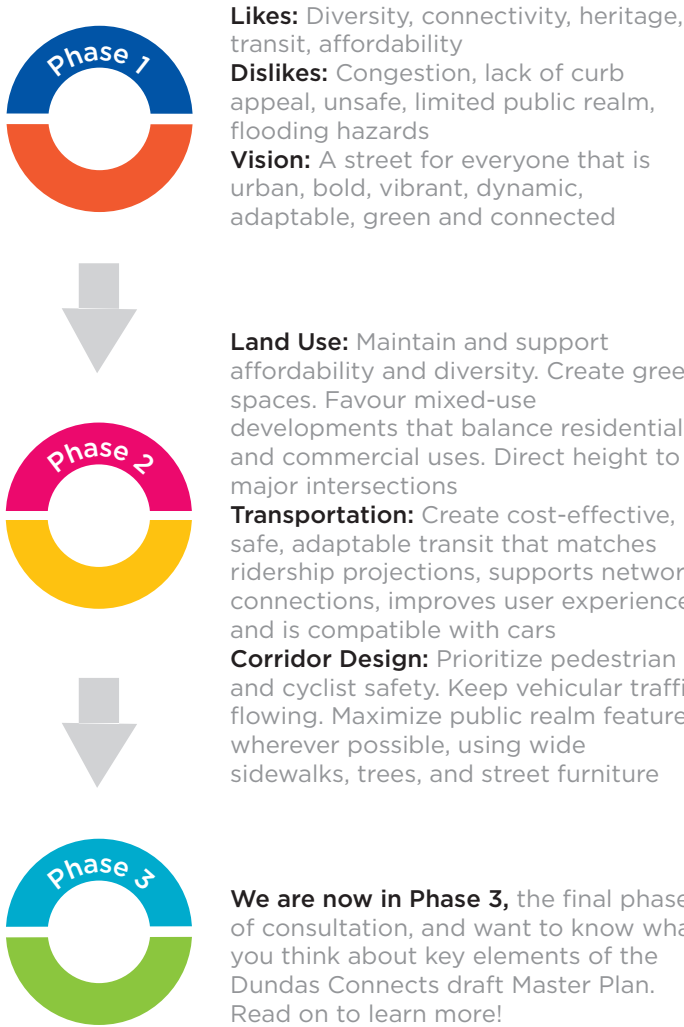 Phase 1
Likes: Diversity, connectivity, heritage,
transit, affordability
Dislikes: Congestion, lack of curb
appeal, unsafe, limited public realm,
flooding hazards
Vision: A street for everyone that is
urban, bold, vibrant, dynamic,
adaptable, green and connected
Phase 2
Land Use: Maintain and support
affordability and diversity. Create gree
spaces. Favour mixed-use
developments that balance residential
and commercial uses. Direct height to
major intersections
Transportation: Create cost-effective,
safe, adaptable transit that matches
ridership projections, supports networ
connections, improves user experience
and is compatible with cars
Corridor Design: Prioritize pedestrian
and cyclist safety. Keep vehicular traffi
flowing. Maximize public realm feature
wherever possible, using wide
sidewalks, trees, and street furniture
Phase 3
We are now in Phase 3, the final phase
of consultation, and want to know wha
you think about key elements of the
Dundas Connects draft Master Plan.
Read on to learn more!